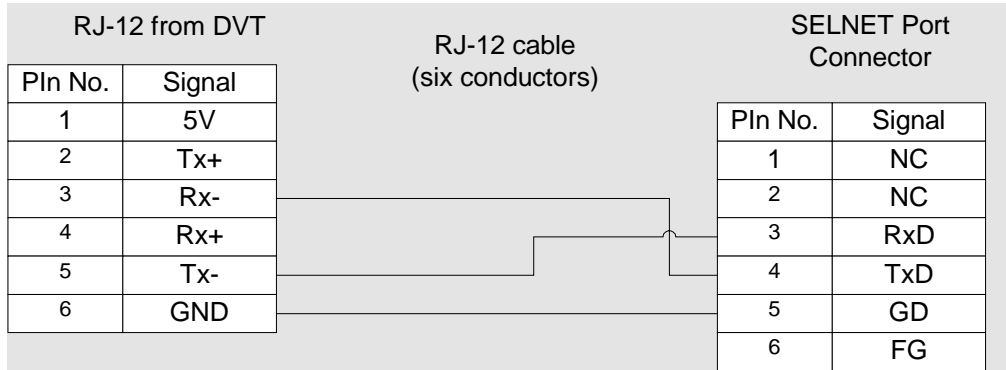 RJ-12 from DVT
PIn No. Signal
1 5V
2 Tx+
3 Rx-
4 Rx+
5 Tx-
6 GND
RJ-12 cable
(six conductors)
SELNET Port
Connector
PIn No. Signal
1 NC
2 NC
3 RxD
4 TxD
5 GD
6 FG